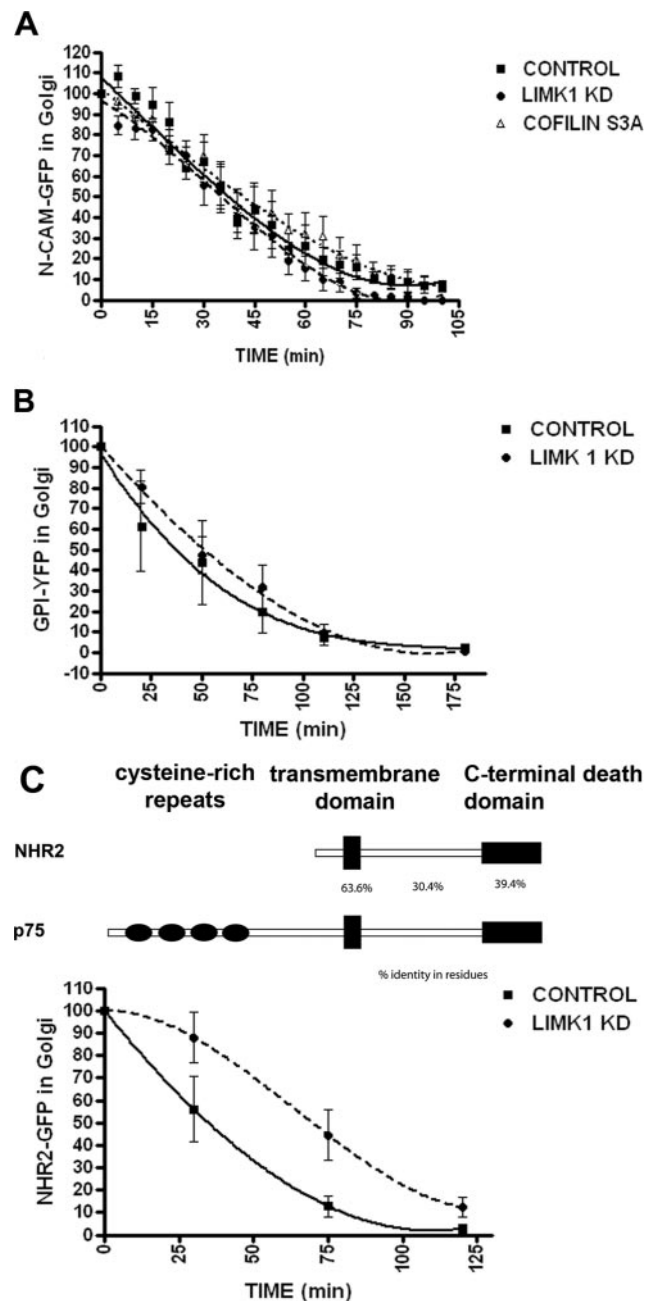 A
N-CAM-GFP in Golgi
120
110
100
90
80
70
60
50
40
30
20
10
0
0 15 30 45 60 75 90 105
TIME (min)
CONTROL
LIMK1 KD
COFILIN S3A
B
GPI-YFP in Golgi
110
100
90
80
70
60
50
40
30
20
10
0
-10
0 25 50 75 100 125 150 175
TIME (min)
CONTROL
LIMK 1 KD
C
cysteine-rich repeats
transmembrane domain
C-terminal death domain
NHR2
63.6% 30.4% 39.4%
p75
% identity in residues
NHR2-GFP in Golgi
110
100
90
80
70
60
50
40
30
20
10
0
0 25 50 75 100 125
TIME (min)
CONTROL
LIMK1 KD